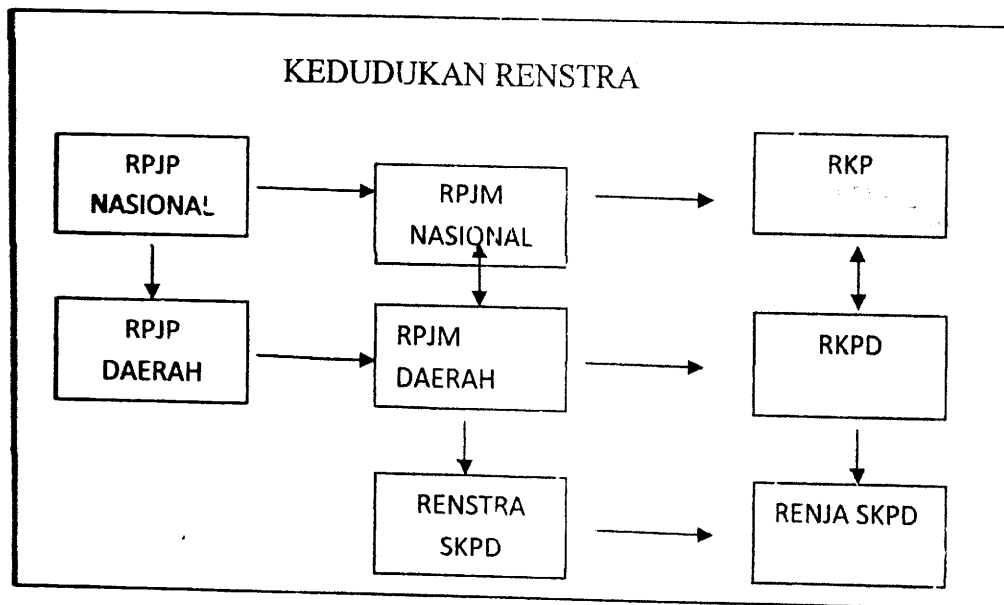 KEDUDUKAN RENSTRA
RPJP
NASIONAL
RPJM
NASIONAL
RKP
RPJP
DAERAH
RPJM
DAERAH
RKPD
RENSTRA
SKPD
RENJA SKPD